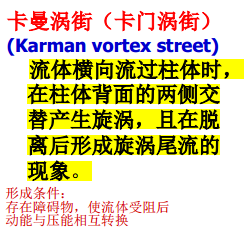 卡曼涡街（卡门涡街）
(Karman vortex street)
流体横向流过柱体时，
在柱体背面的两侧交
替产生旋涡，且在脱
离后形成旋涡尾流的
现象。
形成条件：
存在障碍物，使流体受阻后
动能与压能相互转换